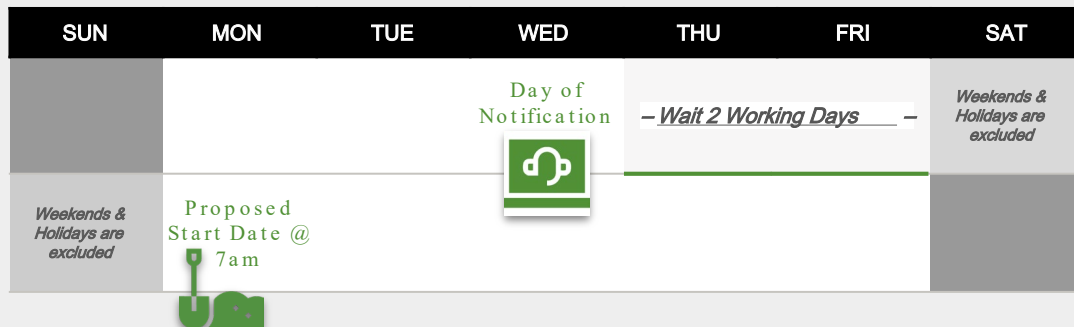 SUN MON TUE WED THU FRI SAT
Day of
Notification
– Wait 2 Working Days –
Weekends &
Holidays are
excluded
Weekends &
Holidays are
excluded
Proposed
Start Date @
7am